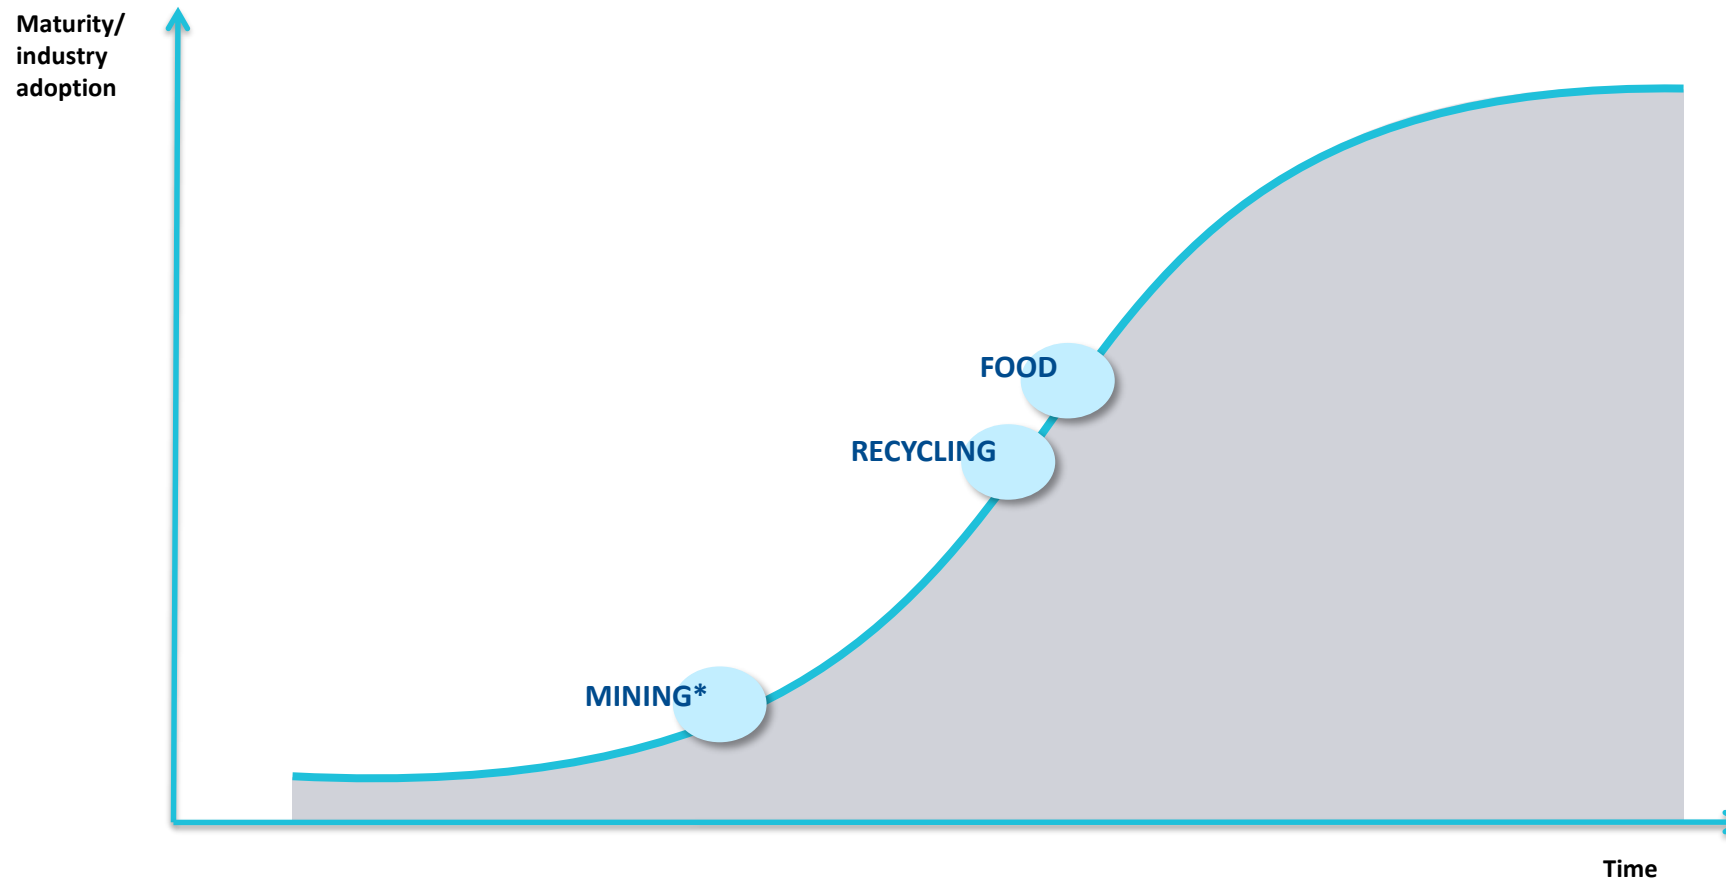 Maturity/
industry
adoption
FOOD
RECYCLING
MINING*
Time